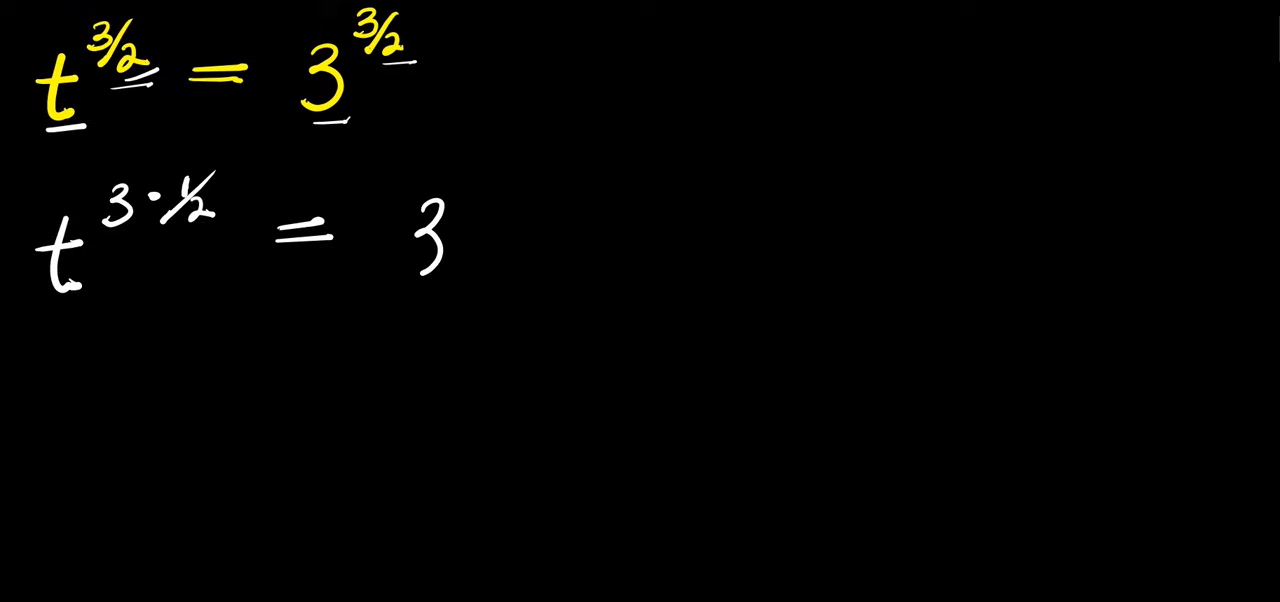 t^{3/2} = 3^{3/2}
t^{3 · 1/2} = 3